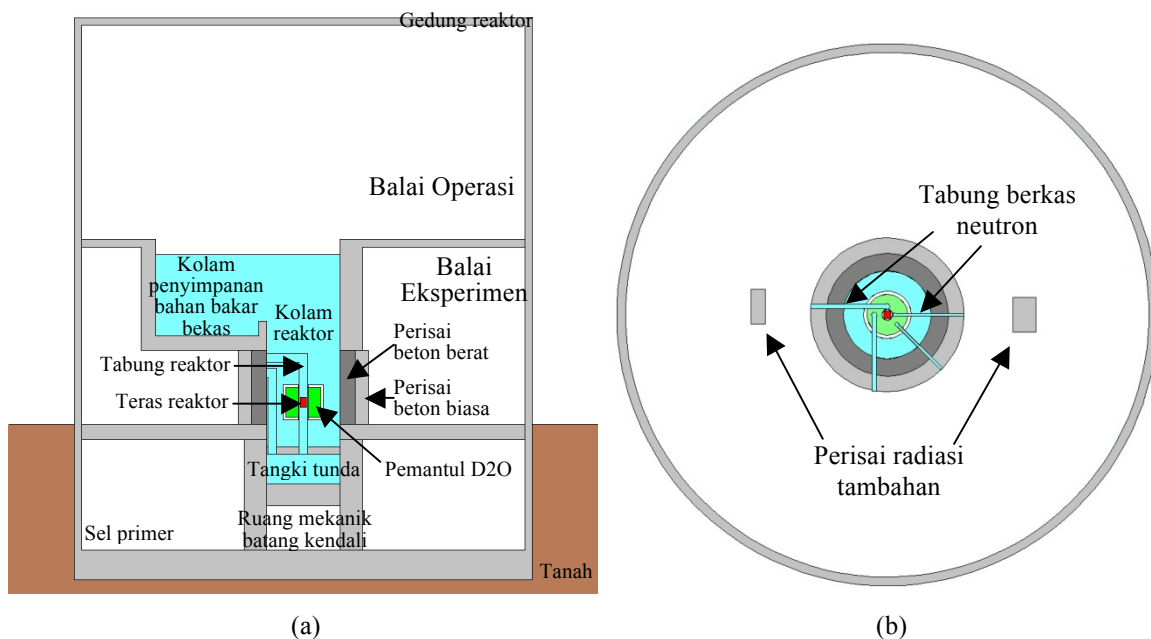 Gedung reaktor
Balai Operasi
Kolam
penyimpanan
bahan bakar
bekas
Kolam
reaktor
Balai
Eksperimen
Perisai
beton berat
Tabung reaktor
Teras reaktor
Perisai
beton biasa
Tangki tunda
Pemantul D2O
Sel primer
Ruang mekanik
batang kendali
Tanah
(a)
Tabung berkas
neutron
Perisai radiasi
tambahan
(b)